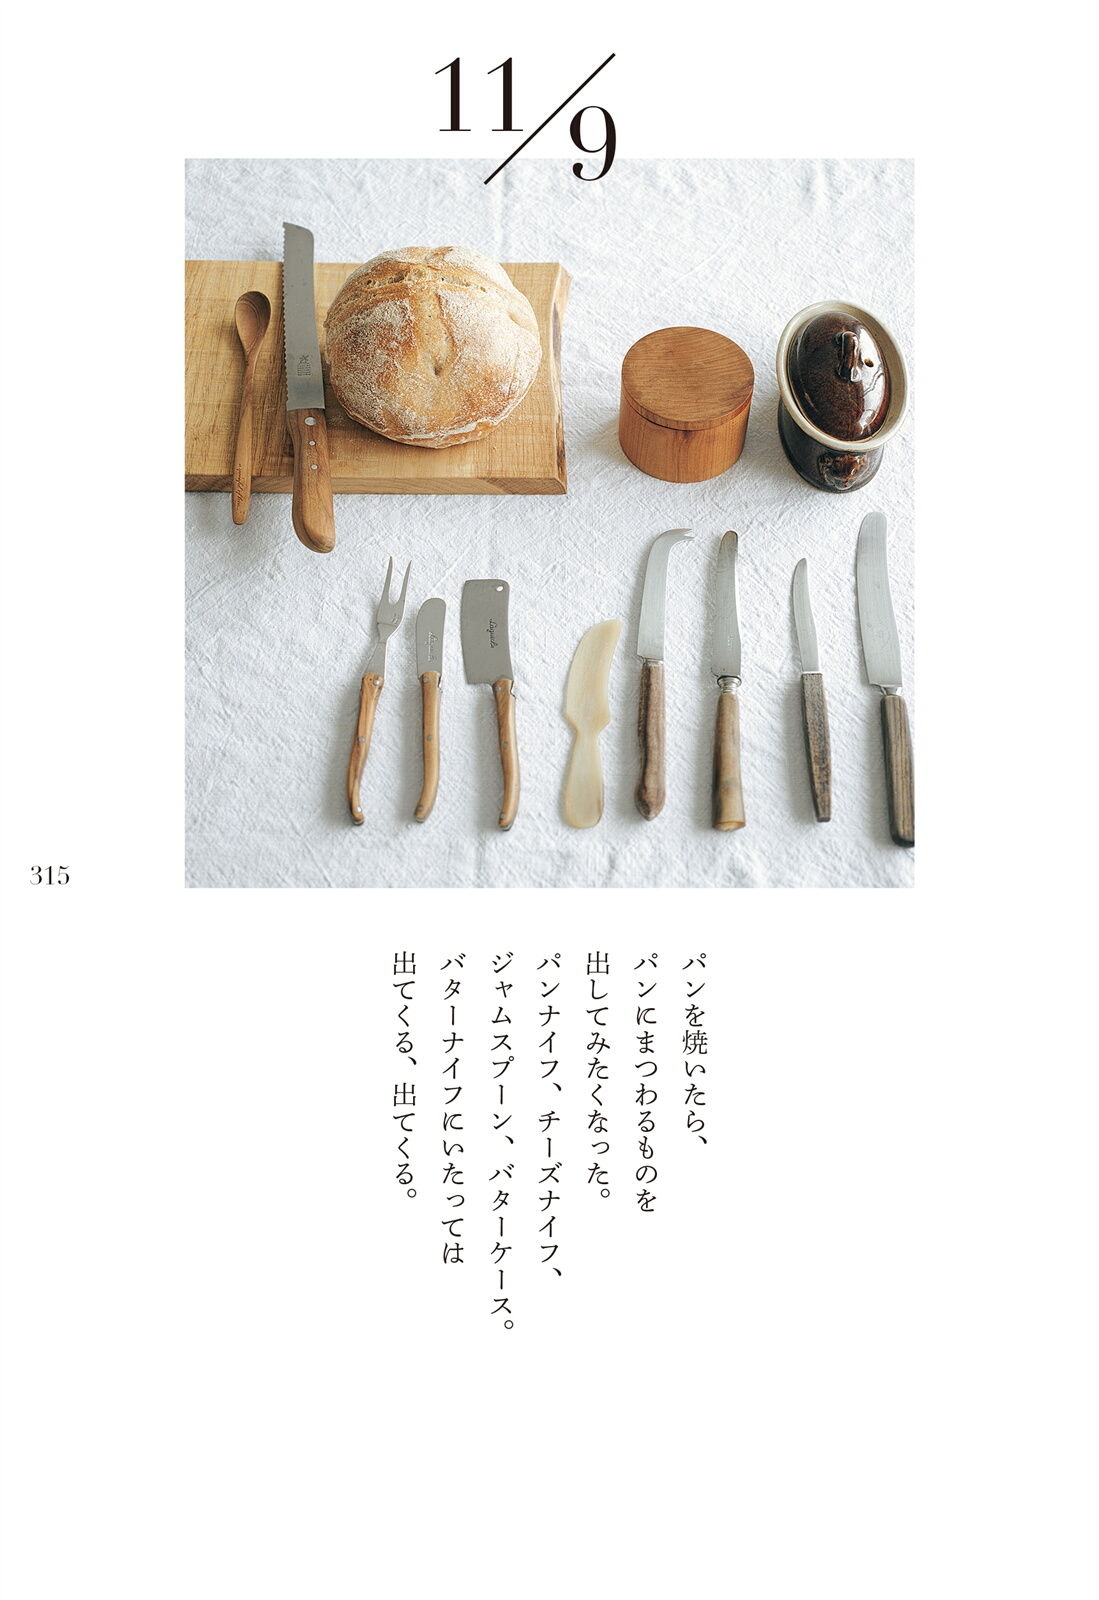 11/9
315
パンを焼いたら、
パンにまつわるものを
出してみたくなった。
パンナイフ、チーズナイフ、
ジャムスプーン、バターケース。
バターナイフにいたっては
出てくる、出てくる。